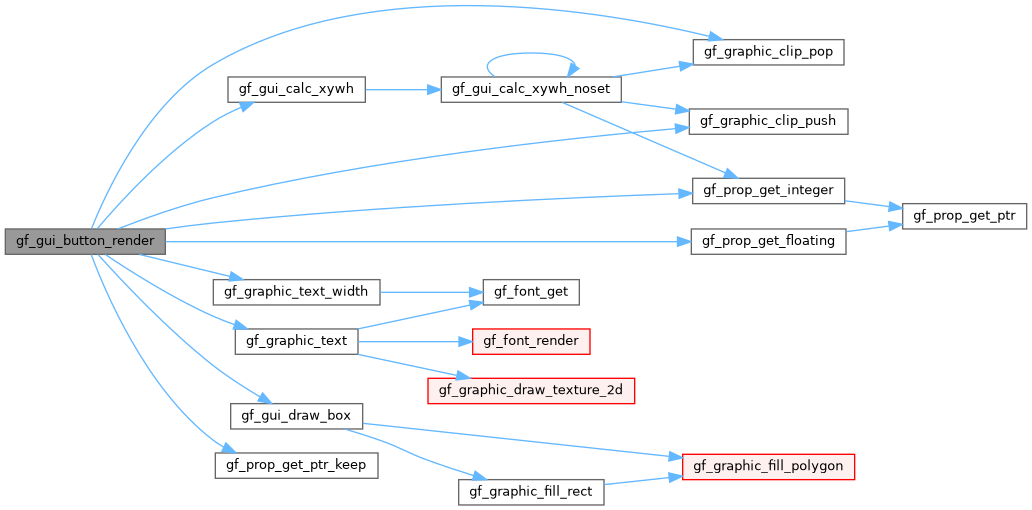 gf_graphic_clip_pop
gf_gui_calc_xywh
gf_gui_calc_xywh_noset
gf_graphic_clip_push
gf_prop_get_integer
gf_prop_get_ptr
gf_gui_button_render
gf_prop_get_floating
gf_graphic_text_width
gf_font_get
gf_graphic_text
gf_font_render
gf_graphic_draw_texture_2d
gf_gui_draw_box
gf_prop_get_ptr_keep
gf_graphic_fill_polygon
gf_graphic_fill_rect